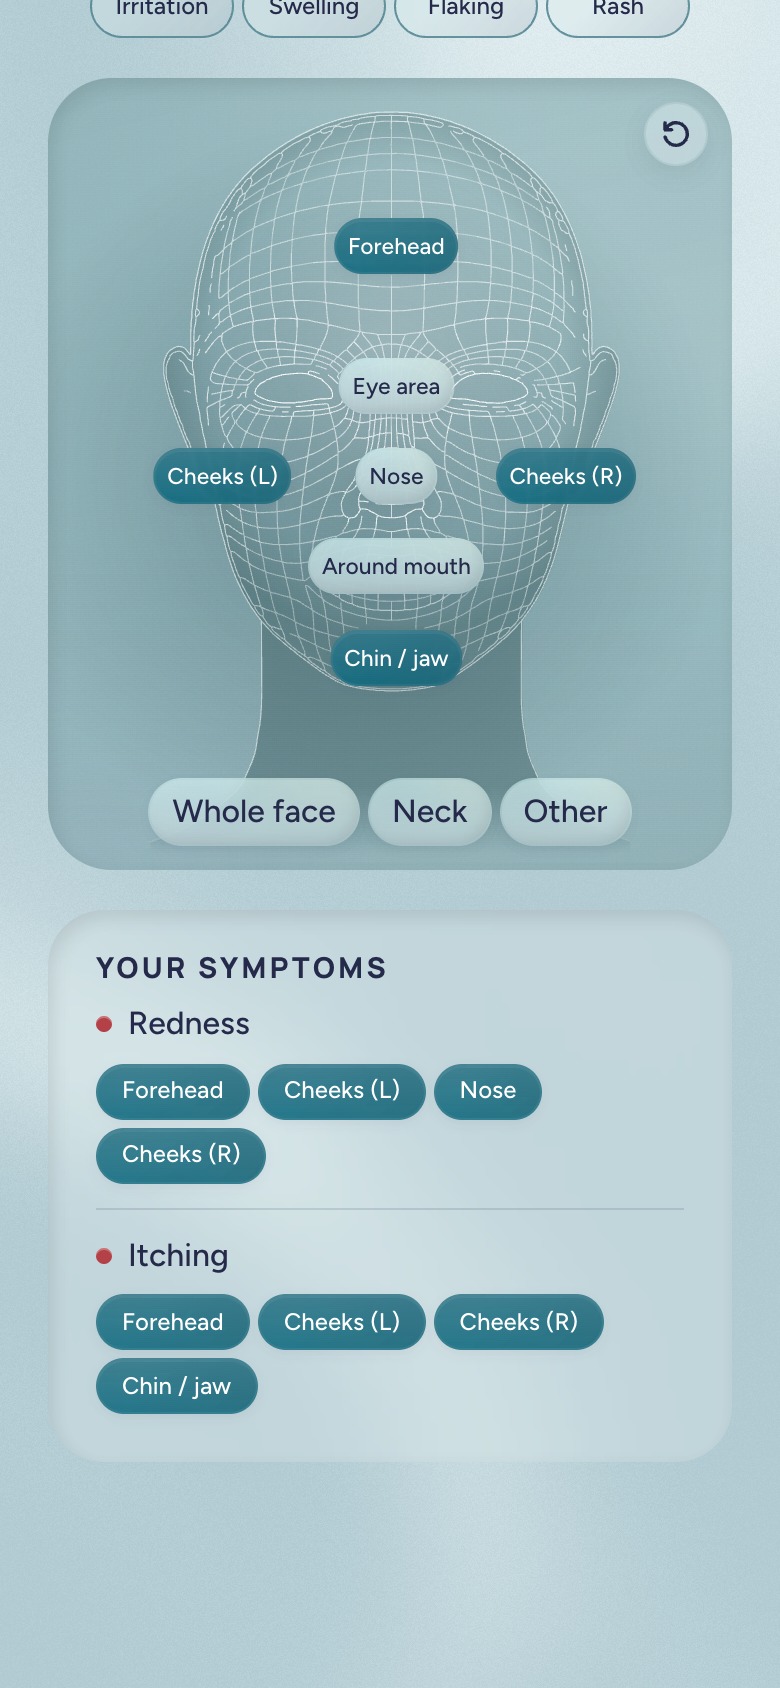 Irritation Swelling Flaking Rash
Forehead
Eye area
Cheeks (L) Nose Cheeks (R)
Around mouth
Chin / jaw
Whole face Neck Other
YOUR SYMPTOMS
Redness
Forehead Cheeks (L) Nose
Cheeks (R)
Itching
Forehead Cheeks (L) Cheeks (R)
Chin / jaw